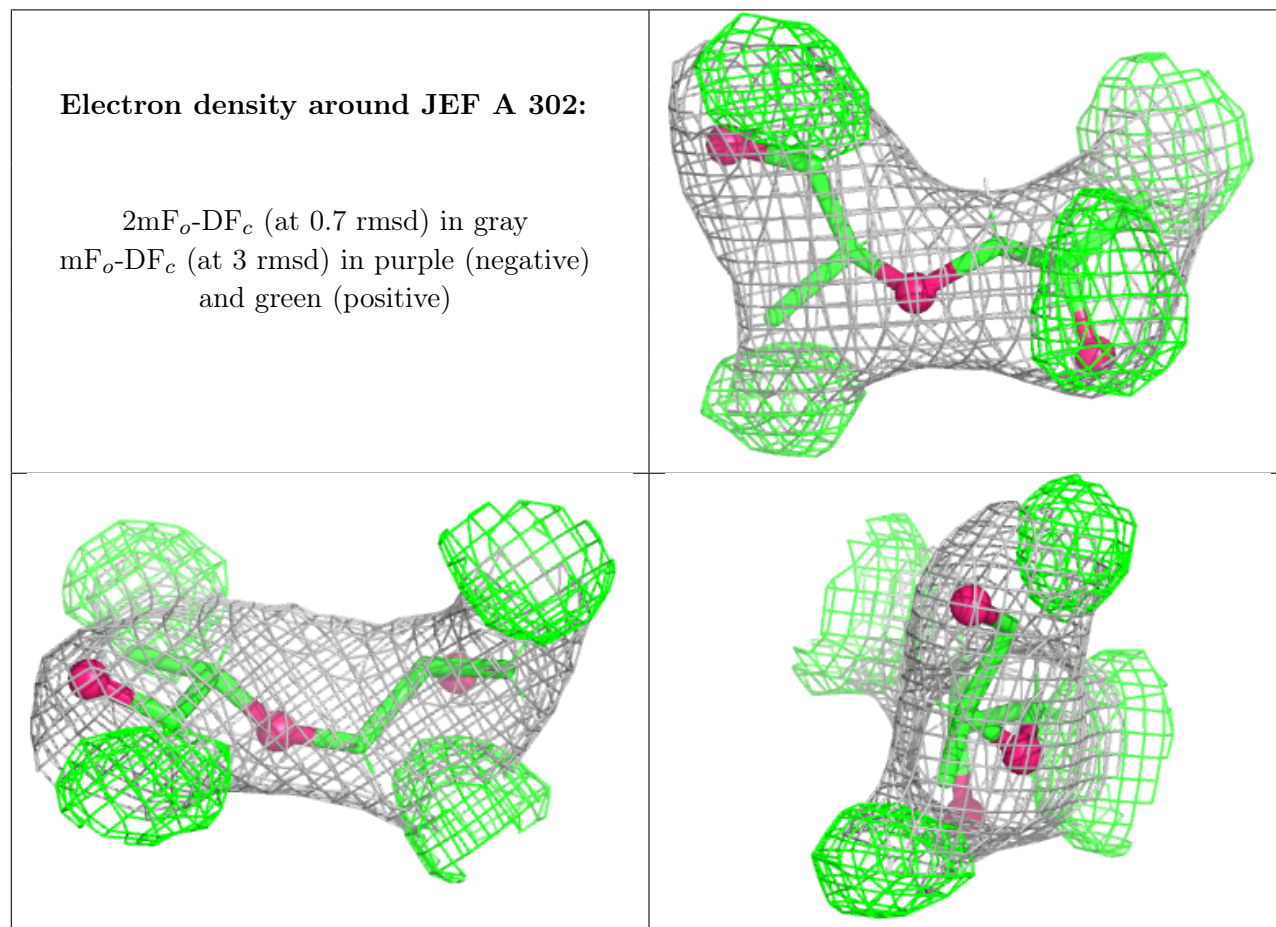 Electron density around JEF A 302:
2mFo-DFc (at 0.7 rmsd) in gray
mFo-DFc (at 3 rmsd) in purple (negative)
and green (positive)